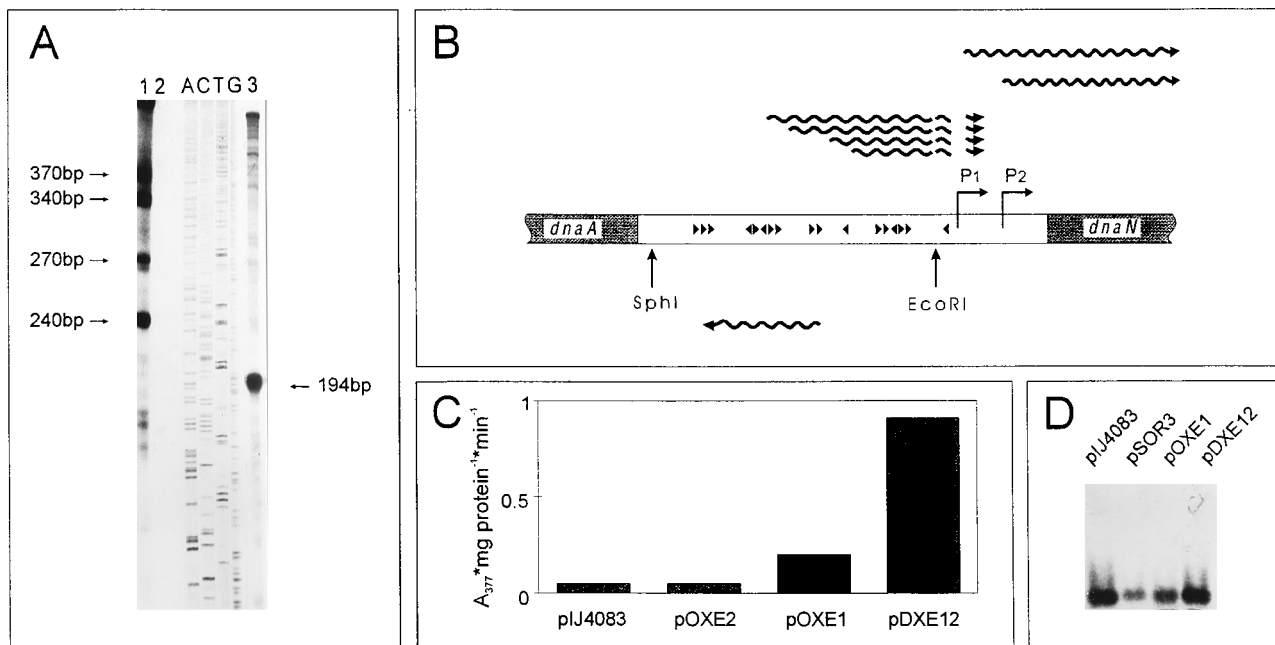 A
1 2 ACTG 3
370bp →
340bp →
270bp →
240bp →
← 194bp
B
P1 P2
dnaA dnaN
SphI EcoRI
C
A377*mg protein-1*min-1
1
0.5
0
pIJ4083 pOXE2 pOXE1 pDXE12
D
pIJ4083 pSOR3 pOXE1 pDXE12